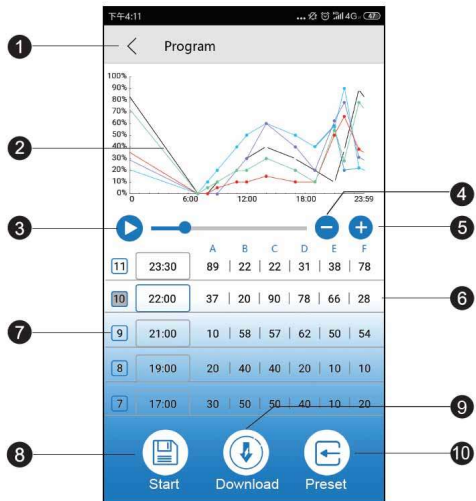 下午4:11 ... 4G 47
1 Program
100%
90%
80%
70%
60%
50%
40%
30%
20%
10%
0%
0 6:00 12:00 18:00 23:59
2
3
4
5
A B C D E F
11 23:30 89 | 22 | 22 | 31 | 38 | 78
10 22:00 37 | 20 | 90 | 78 | 66 | 28 6
7 9 21:00 10 | 58 | 57 | 62 | 50 | 54
8 19:00 20 | 40 | 40 | 20 | 10 | 10
7 17:00 30 | 50 | 50 | 40 | 10 | 20
9
8 10
Start Download Preset